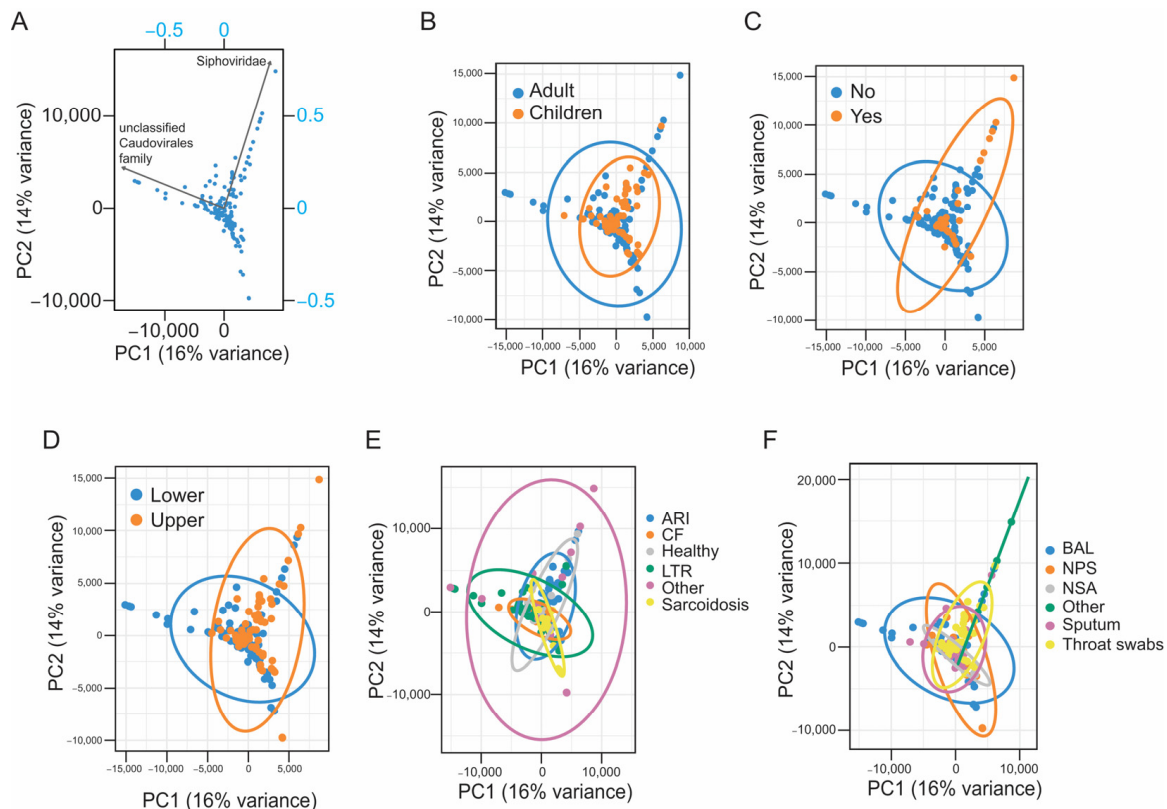 A
−0.5 0
Siphoviridae
10,000
0.5
unclassified
Caudovirales
family
0
0
−10,000
−0.5
−10,000 0
PC1 (16% variance)
PC2 (14% variance)
B
15,000
Adult
Children
10,000
5,000
0
−5,000
−10,000
−15,000 −10,000 −5,000 0 5,000 10,000
PC1 (16% variance)
PC2 (14% variance)
C
15,000
No
Yes
10,000
5,000
0
−5,000
−10,000
−15,000 −10,000 −5,000 0 5,000
PC1 (16% variance)
PC2 (14% variance)
D
15,000
Lower
Upper
10,000
5,000
0
−5,000
−10,000
−15,000 −10,000 −5,000 0 5,000
PC1 (16% variance)
PC2 (14% variance)
E
10,000
0
−10,000
−10,000 0 10,000
PC1 (16% variance)
PC2 (14% variance)
ARI
CF
Healthy
LTR
Other
Sarcoidosis
F
20,000
10,000
0
−10,000
−10,000 0 10,000
PC1 (16% variance)
PC2 (14% variance)
BAL
NPS
NSA
Other
Sputum
Throat swabs